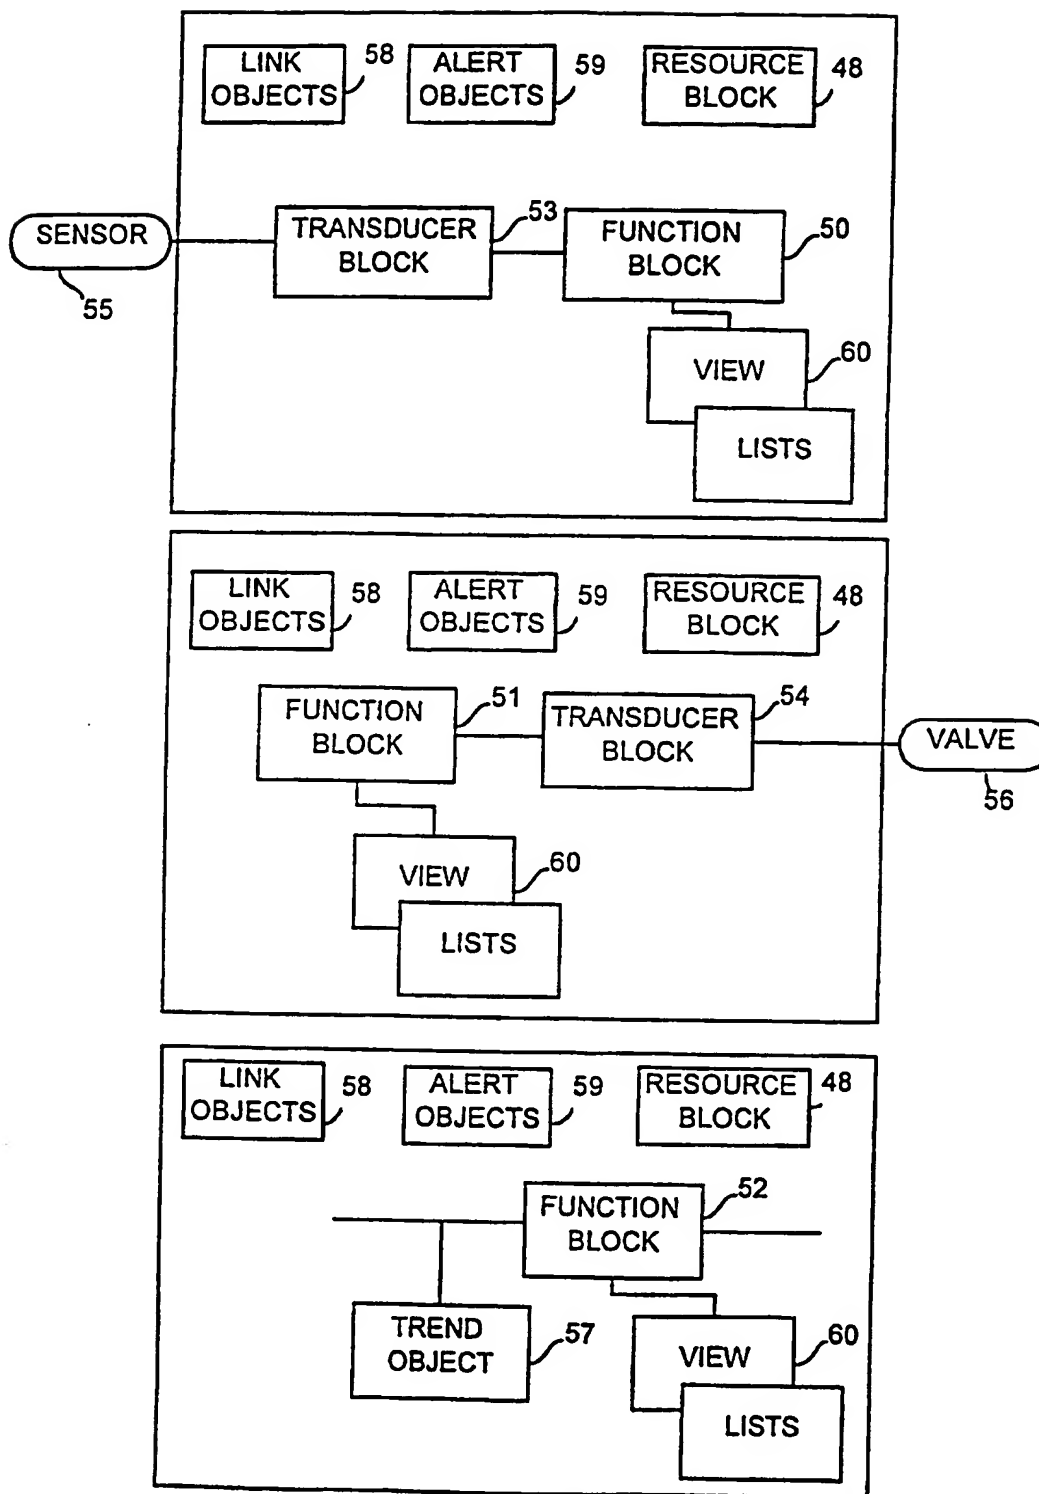 LINK
OBJECTS
58
ALERT
OBJECTS
59
RESOURCE
BLOCK
48
SENSOR
55
TRANSDUCER
BLOCK
53
FUNCTION
BLOCK
50
VIEW
60
LISTS
LINK
OBJECTS
58
ALERT
OBJECTS
59
RESOURCE
BLOCK
48
FUNCTION
BLOCK
51
TRANSDUCER
BLOCK
54
VALVE
56
VIEW
60
LISTS
LINK
OBJECTS
58
ALERT
OBJECTS
59
RESOURCE
BLOCK
48
FUNCTION
BLOCK
52
TREND
OBJECT
57
VIEW
60
LISTS